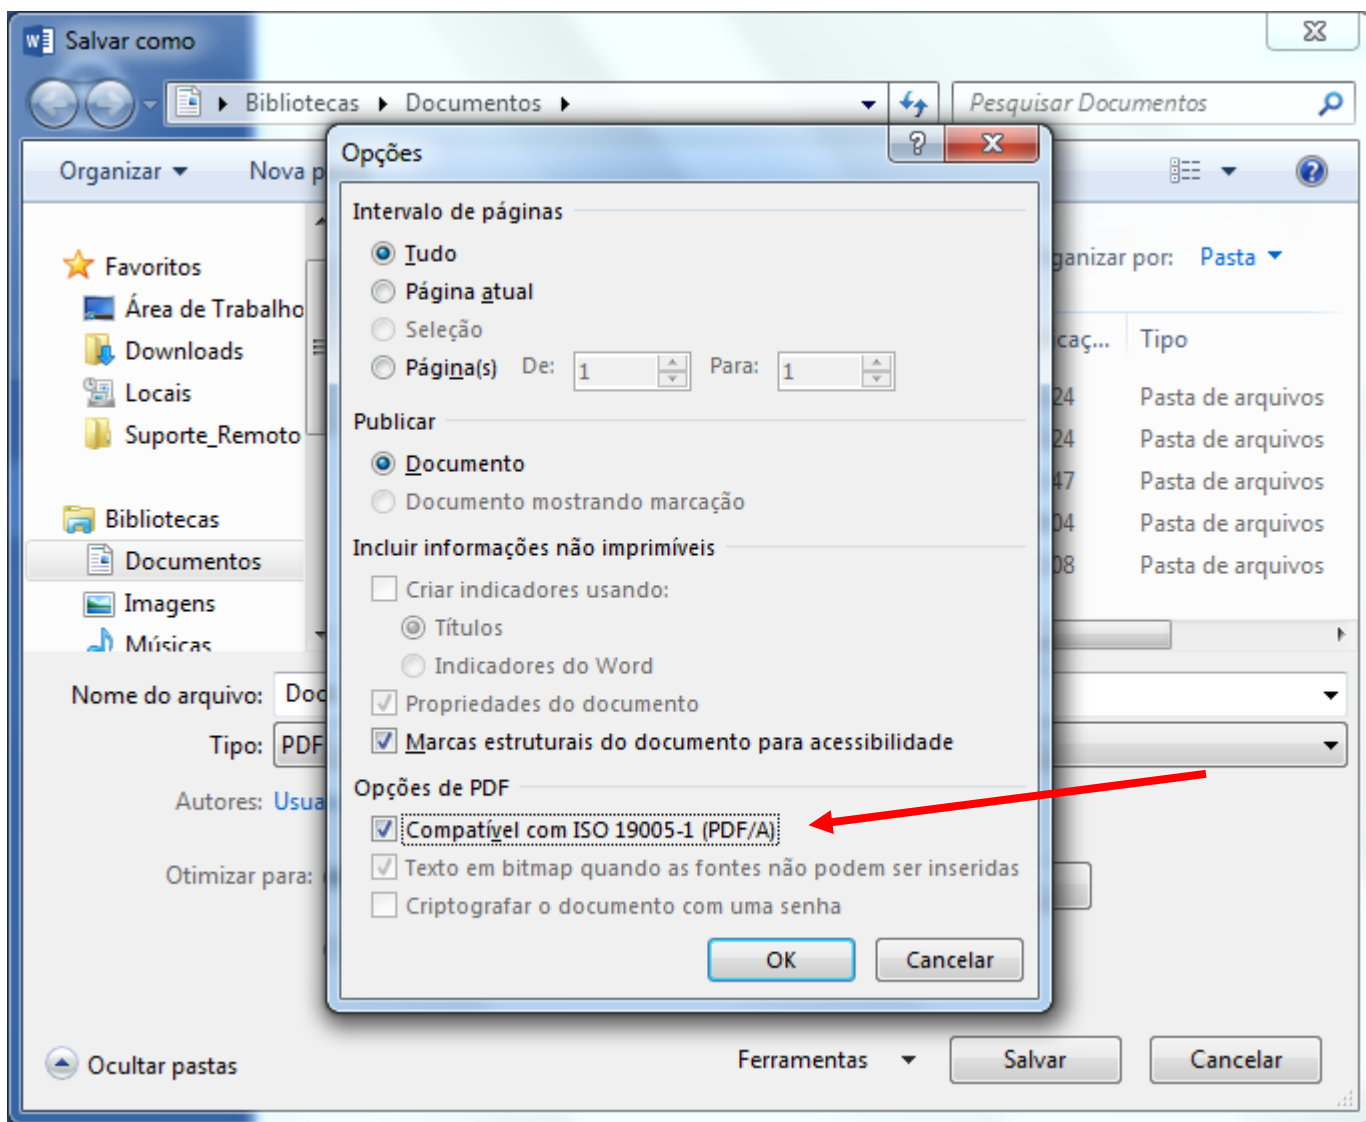 Salvar como
Bibliotecas Documentos
Pesquisar Documentos
Opções
Organizar Nova
Intervalo de páginas
Tudo
Página atual
Seleção
Página(s) De: 1 Para: 1
Publicar
Documento
Documento mostrando marcação
Incluir informações não imprimíveis
Criar indicadores usando:
Títulos
Indicadores do Word
Propriedades do documento
Marcas estruturais do documento para acessibilidade
Opções de PDF
Compatível com ISO 19005-1 (PDF/A)
Texto em bitmap quando as fontes não podem ser inseridas
Criptografar o documento com uma senha
OK Cancelar
Favoritos
Área de Trabalho
Downloads
Locais
Suporte_Remoto
Bibliotecas
Documentos
Imagens
Músicas
ganizar por: Pasta
icaç... Tipo
24 Pasta de arquivos
24 Pasta de arquivos
47 Pasta de arquivos
04 Pasta de arquivos
08 Pasta de arquivos
Nome do arquivo: Doc
Tipo: PDF
Autores: Usua
Otimizar para:
Ocultar pastas
Ferramentas Salvar Cancelar